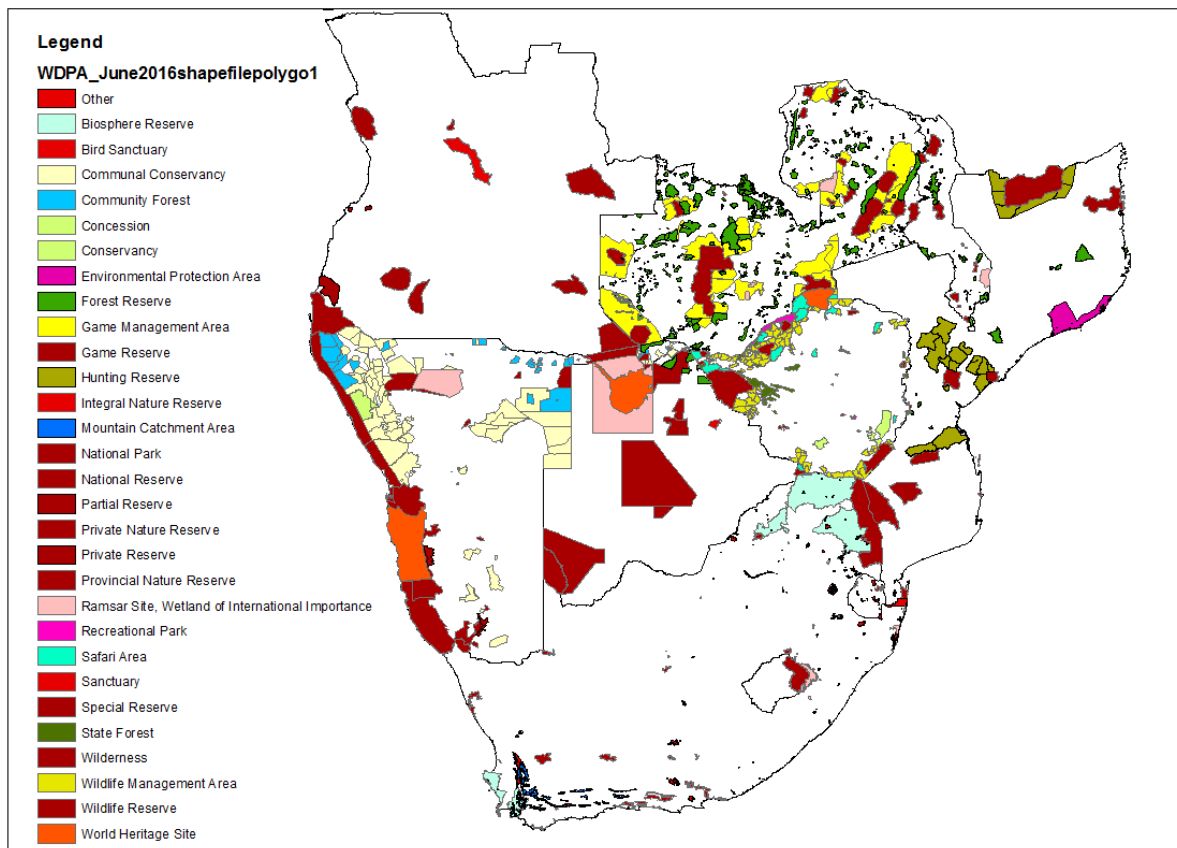 Legend
WDPA_June2016shapefilepolygo1
Other
Biosphere Reserve
Bird Sanctuary
Communal Conservancy
Community Forest
Concession
Conservancy
Environmental Protection Area
Forest Reserve
Game Management Area
Game Reserve
Hunting Reserve
Integral Nature Reserve
Mountain Catchment Area
National Park
National Reserve
Partial Reserve
Private Nature Reserve
Private Reserve
Provincial Nature Reserve
Ramsar Site, Wetland of International Importance
Recreational Park
Safari Area
Sanctuary
Special Reserve
State Forest
Wilderness
Wildlife Management Area
Wildlife Reserve
World Heritage Site